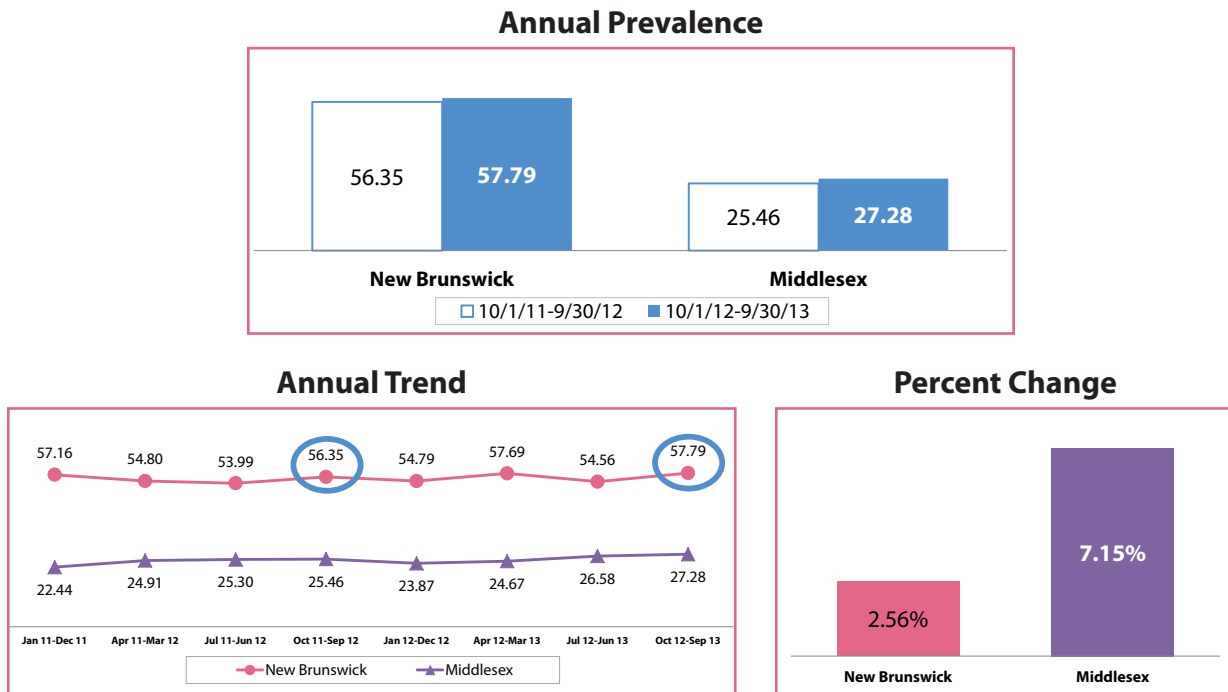 Annual Prevalence
56.35 57.79 25.46 27.28
New Brunswick Middlesex
10/1/11-9/30/12 10/1/12-9/30/13
Annual Trend
57.16 54.80 53.99 56.35 54.79 57.69 54.56 57.79
22.44 24.91 25.30 25.46 23.87 24.67 26.58 27.28
Jan 11-Dec 11 Apr 11-Mar 12 Jul 11-Jun 12 Oct 11-Sep 12 Jan 12-Dec 12 Apr 12-Mar 13 Jul 12-Jun 13 Oct 12-Sep 13
New Brunswick Middlesex
Percent Change
7.15%
2.56%
New Brunswick Middlesex